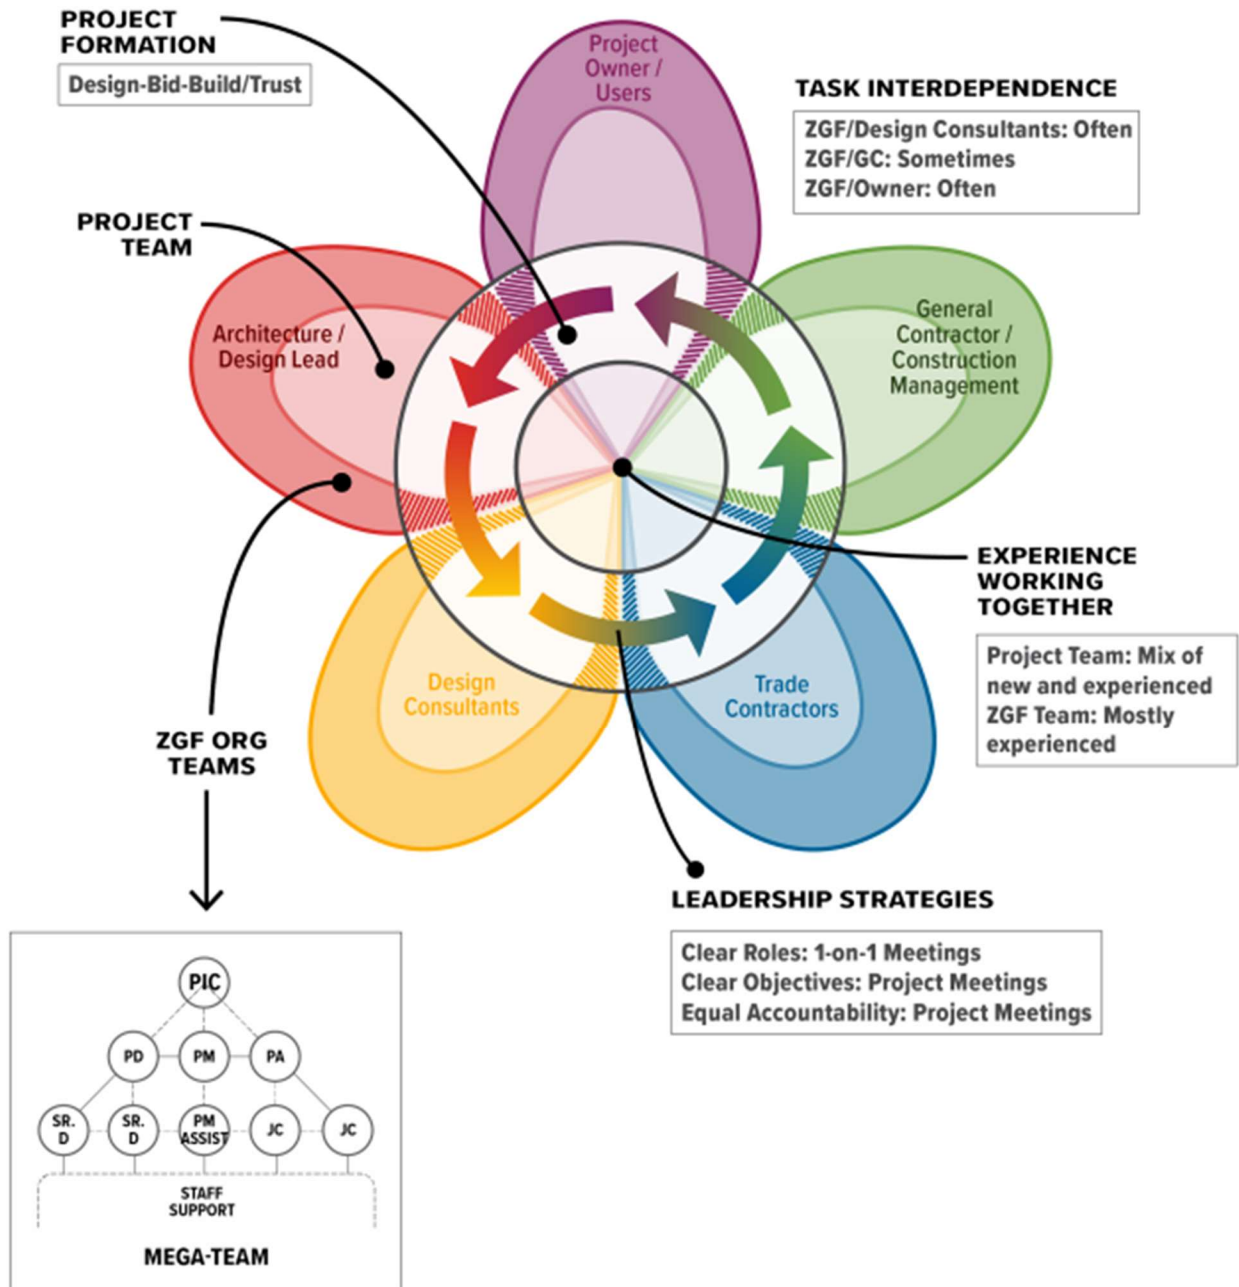 PROJECT
FORMATION
Design-Bid-Build/Trust
Project
Owner /
Users
TASK INTERDEPENDENCE
ZGF/Design Consultants: Often
ZGF/GC: Sometimes
ZGF/Owner: Often
PROJECT
TEAM
Architecture /
Design Lead
General
Contractor /
Construction
Management
EXPERIENCE
WORKING
TOGETHER
Project Team: Mix of
new and experienced
ZGF Team: Mostly
experienced
Design
Consultants
Trade
Contractors
ZGF ORG
TEAMS
LEADERSHIP STRATEGIES
Clear Roles: 1-on-1 Meetings
Clear Objectives: Project Meetings
Equal Accountability: Project Meetings
PIC
PD
PM
PA
SR.
D
SR.
D
PM
ASSIST
JC
JC
STAFF
SUPPORT
MEGA-TEAM